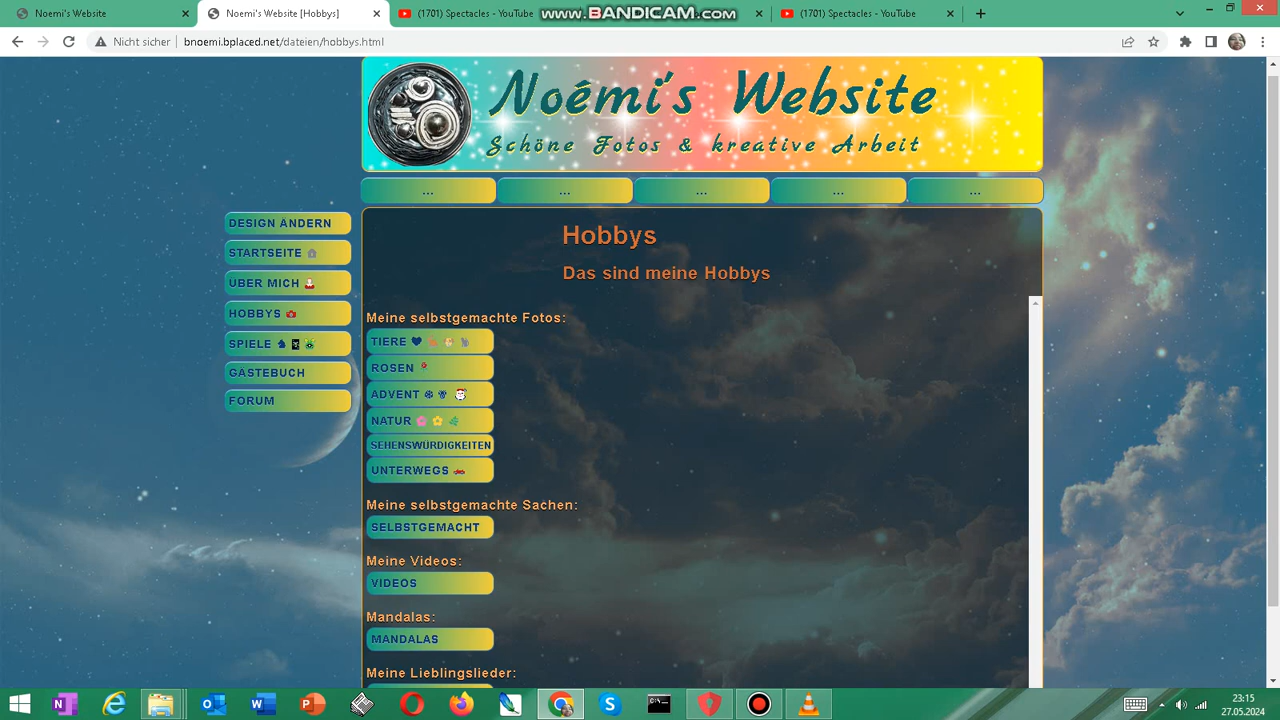 Noemi's Website
Noemi's Website [Hobbys]
(1701) Spectacles - YouTube
www.BANDICAM.com
(1701) Spectacles - YouTube
Nicht sicher
bnoemi.bplaced.net/dateien/hobbys.html
Noémi's Website
Schöne Fotos & kreative Arbeit
... ... ... ... ...
DESIGN ÄNDERN
STARTSEITE
ÜBER MICH
HOBBYS
SPIELE
GÄSTEBUCH
FORUM
Hobbys
Das sind meine Hobbys
Meine selbstgemachte Fotos:
TIERE
ROSEN
ADVENT
NATUR
SEHENSWÜRDIGKEITEN
UNTERWEGS
Meine selbstgemachte Sachen:
SELBSTGEMACHT
Meine Videos:
VIDEOS
Mandalas:
MANDALAS
Meine Lieblingslieder:
23:15
27.05.2024